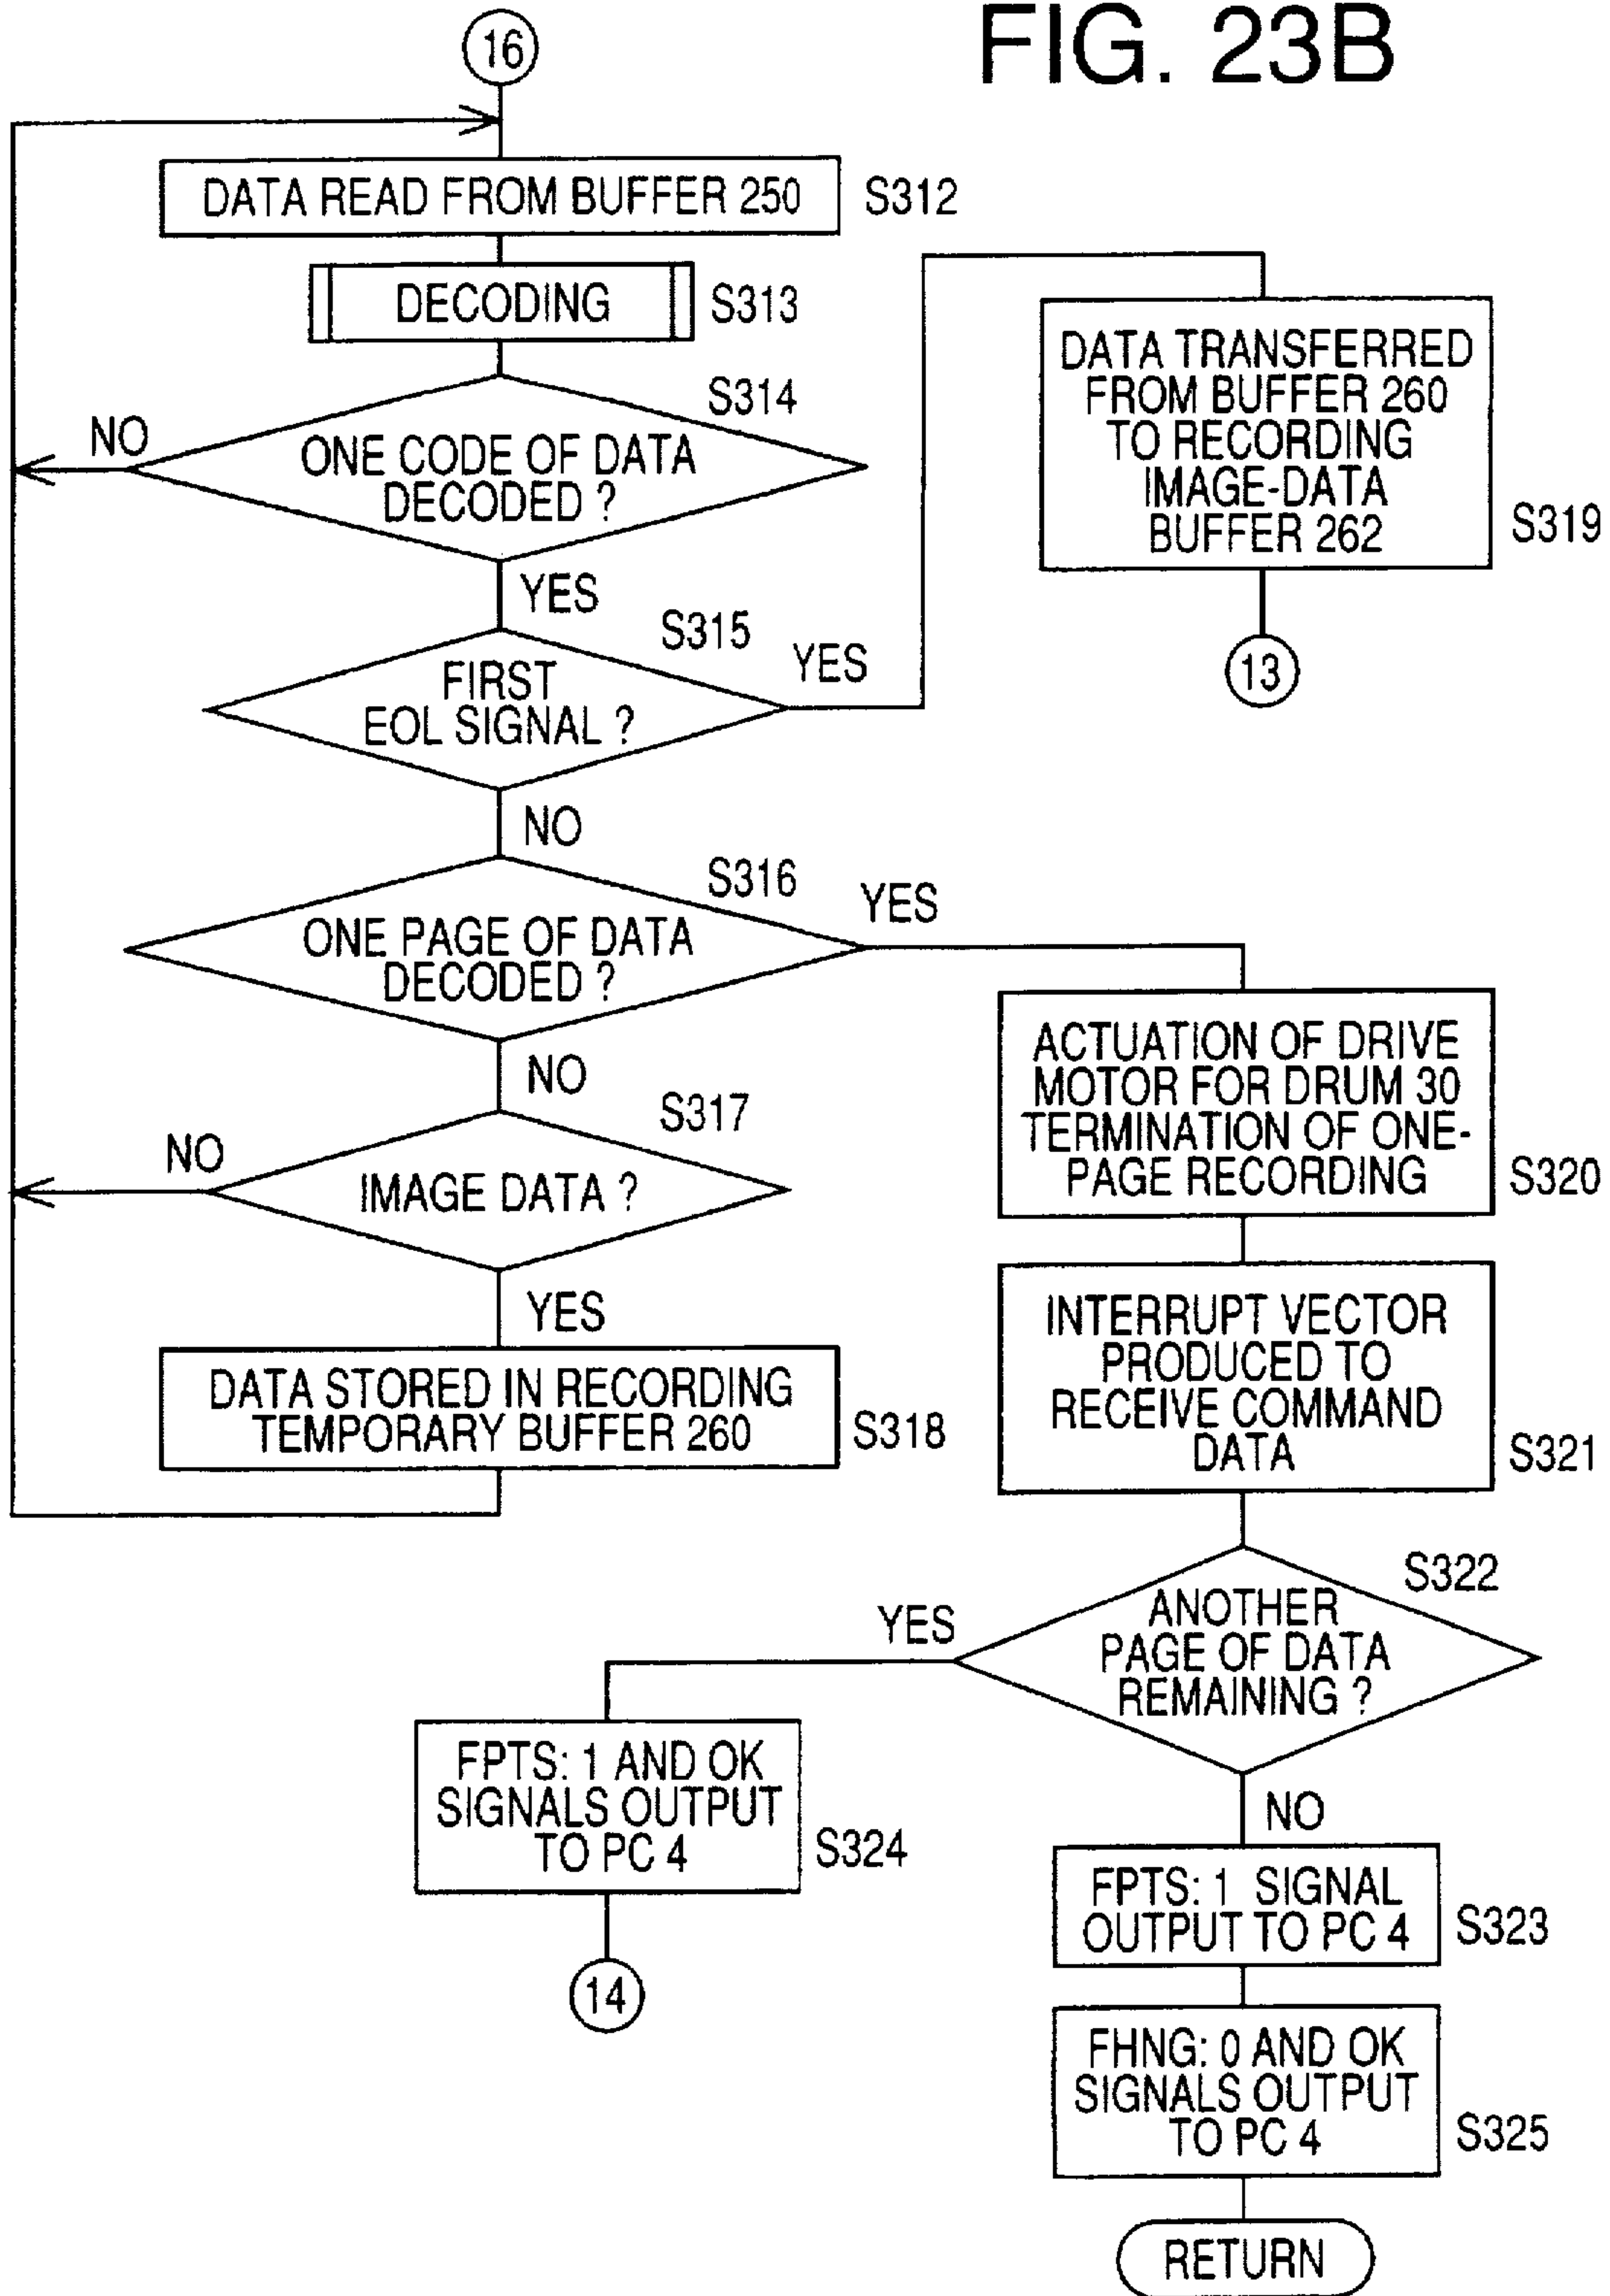 FIG. 23B
16
DATA READ FROM BUFFER 250
S312
DECODING
S313
S314
NO
ONE CODE OF DATA
DECODED ?
YES
S315
YES
FIRST
EOL SIGNAL ?
DATA TRANSFERRED
FROM BUFFER 260
TO RECORDING
IMAGE-DATA
BUFFER 262
S319
13
NO
S316
YES
ONE PAGE OF DATA
DECODED ?
NO
S317
NO
IMAGE DATA ?
YES
DATA STORED IN RECORDING
TEMPORARY BUFFER 260
S318
ACTUATION OF DRIVE
MOTOR FOR DRUM 30
TERMINATION OF ONE-
PAGE RECORDING
S320
INTERRUPT VECTOR
PRODUCED TO
RECEIVE COMMAND
DATA
S321
S322
YES
ANOTHER
PAGE OF DATA
REMAINING ?
FPTS: 1 AND OK
SIGNALS OUTPUT
TO PC 4
S324
14
NO
FPTS: 1 SIGNAL
OUTPUT TO PC 4
S323
FHNG: 0 AND OK
SIGNALS OUTPUT
TO PC 4
S325
RETURN